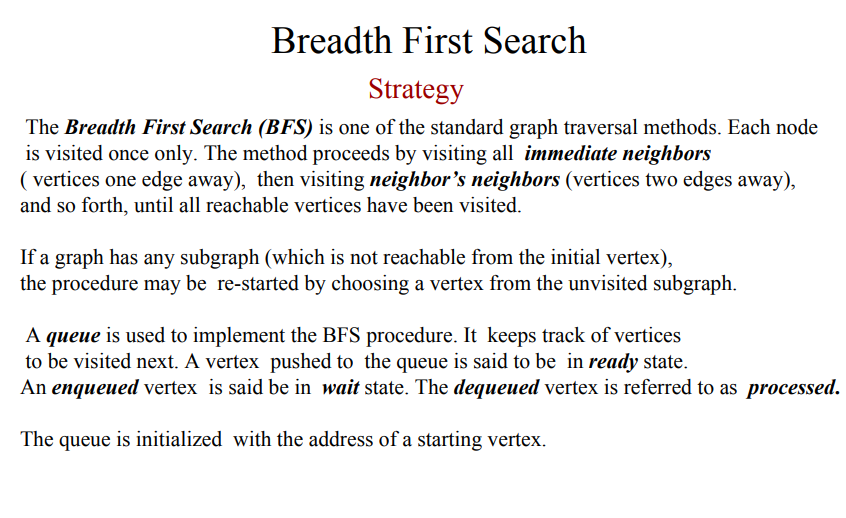 Breadth First Search
Strategy
The Breadth First Search (BFS) is one of the standard graph traversal methods. Each node
is visited once only. The method proceeds by visiting all immediate neighbors
( vertices one edge away), then visiting neighbor’s neighbors (vertices two edges away),
and so forth, until all reachable vertices have been visited.
If a graph has any subgraph (which is not reachable from the initial vertex),
the procedure may be re-started by choosing a vertex from the unvisited subgraph.
A queue is used to implement the BFS procedure. It keeps track of vertices
to be visited next. A vertex pushed to the queue is said to be in ready state.
An enqueued vertex is said be in wait state. The dequeued vertex is referred to as processed.
The queue is initialized with the address of a starting vertex.